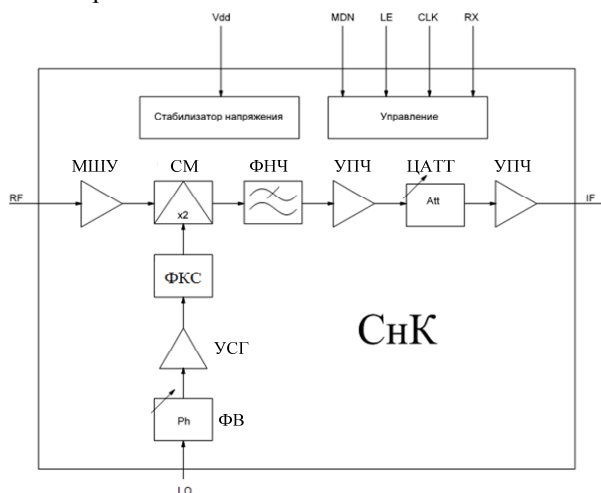 Vdd MDN LE CLK RX
Стабилизатор напряжения Управление
МШУ СМ ФНЧ УПЧ ЦАТТ УПЧ
RF x2 Att IF
ФКС
СнК
УСГ
Ph ФВ
LO